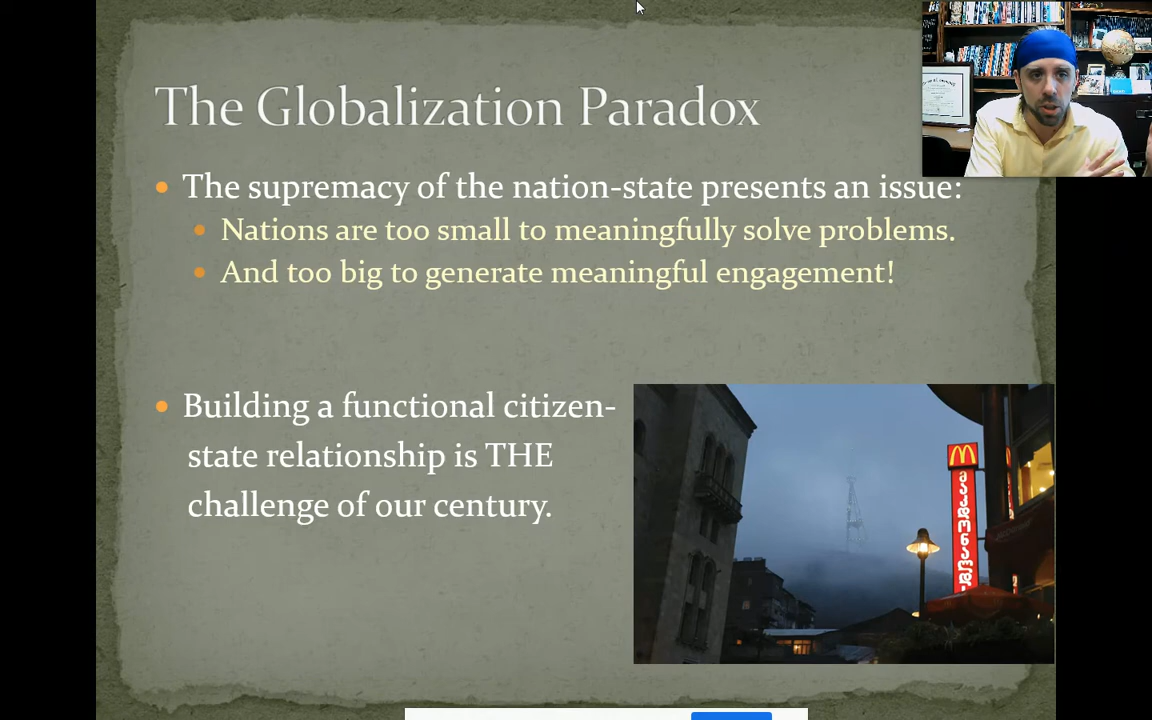 The Globalization Paradox
The supremacy of the nation-state presents an issue:
Nations are too small to meaningfully solve problems.
And too big to generate meaningful engagement!
Building a functional citizen-
state relationship is THE
challenge of our century.
მაკდონალდსი